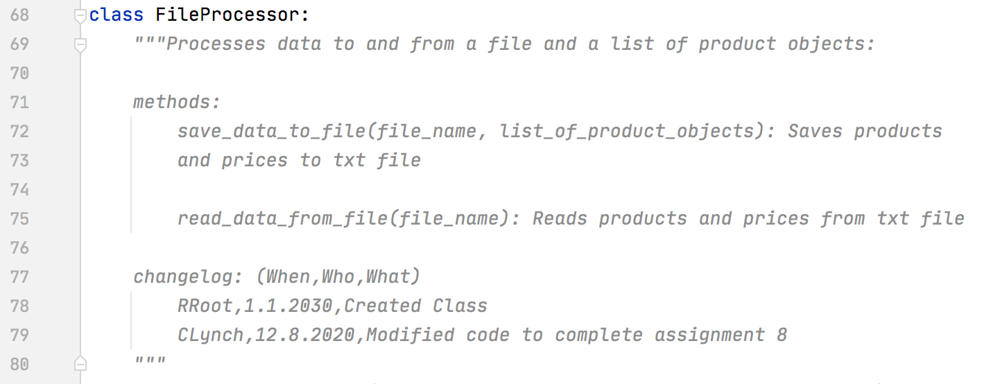 68 class FileProcessor:
69 """Processes data to and from a file and a list of product objects:
70
71 methods:
72 save_data_to_file(file_name, list_of_product_objects): Saves products
73 and prices to txt file
74
75 read_data_from_file(file_name): Reads products and prices from txt file
76
77 changelog: (When,Who,What)
78 RRoot,1.1.2030,Created Class
79 CLynch,12.8.2020,Modified code to complete assignment 8
80 """